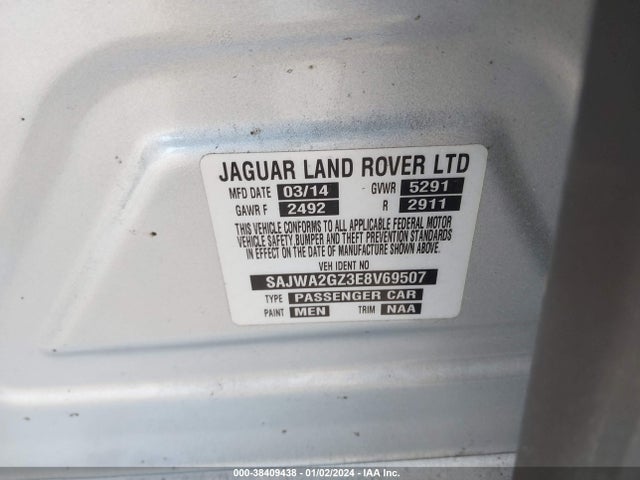 JAGUAR LAND ROVER LTD
MFD DATE 03/14 GVWR 5291
GAWR F 2492 R 2911
THIS VEHICLE CONFORMS TO ALL APPLICABLE FEDERAL MOTOR
VEHICLE SAFETY, BUMPER AND THEFT PREVENTION STANDARDS
IN EFFECT ON THE DATE OF MANUFACTURE SHOWN ABOVE.
VEH IDENT NO
SAJWA2GZ3E8V69507
TYPE PASSENGER CAR
PAINT MEN TRIM NAA
000-38409438 - 01/02/2024 - IAA Inc.